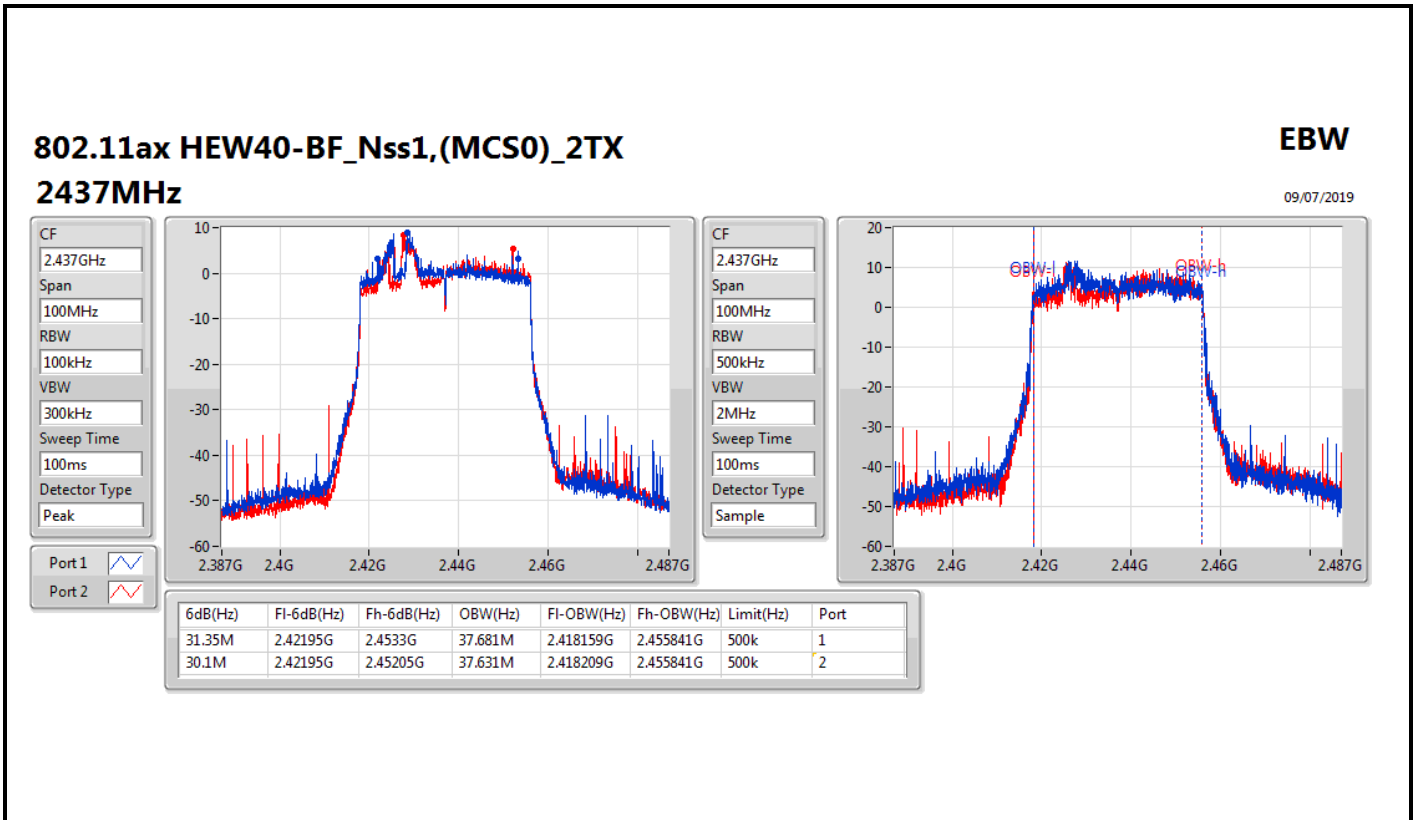 802.11ax HEW40-BF_Nss1,(MCS0)_2TX
EBW
2437MHz
09/07/2019
CF
2.437GHz
Span
100MHz
RBW
100kHz
VBW
300kHz
Sweep Time
100ms
Detector Type
Peak
Port 1
Port 2
10
0
-10
-20
-30
-40
-50
-60
2.387G 2.4G 2.42G 2.44G 2.46G 2.487G
CF
2.437GHz
Span
100MHz
RBW
500kHz
VBW
2MHz
Sweep Time
100ms
Detector Type
Sample
20
10
0
-10
-20
-30
-40
-50
-60
OBW-l OBW-h
OBW-l OBW-h
2.387G 2.4G 2.42G 2.44G 2.46G 2.487G
6dB(Hz) Fl-6dB(Hz) Fh-6dB(Hz) OBW(Hz) Fl-OBW(Hz) Fh-OBW(Hz) Limit(Hz) Port
31.35M 2.42195G 2.4533G 37.681M 2.418159G 2.455841G 500k 1
30.1M 2.42195G 2.45205G 37.631M 2.418209G 2.455841G 500k 2